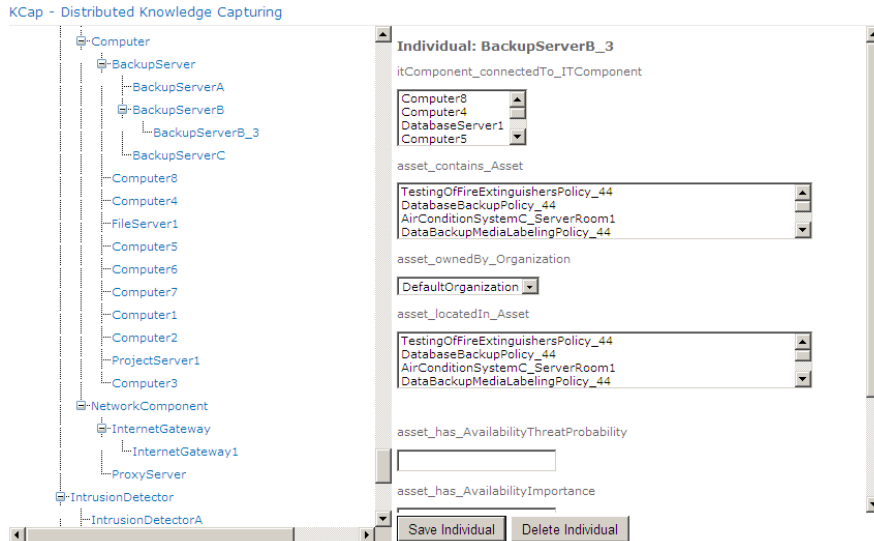 KCap - Distributed Knowledge Capturing
Computer
BackupServer
BackupServerA
BackupServerB
BackupServerB_3
BackupServerC
Computer8
Computer4
FileServer1
Computer5
Computer6
Computer7
Computer1
Computer2
ProjectServer1
Computer3
NetworkComponent
InternetGateway
InternetGateway1
ProxyServer
IntrusionDetector
IntrusionDetectorA
Individual: BackupServerB_3
itComponent_connectedTo_ITComponent
Computer8
Computer4
DatabaseServer1
Computer5
asset_contains_Asset
TestingOfFireExtinguishersPolicy_44
DatabaseBackupPolicy_44
AirConditionSystemC_ServerRoom1
DataBackupMediaLabelingPolicy_44
asset_ownedBy_Organization
DefaultOrganization
asset_locatedIn_Asset
TestingOfFireExtinguishersPolicy_44
DatabaseBackupPolicy_44
AirConditionSystemC_ServerRoom1
DataBackupMediaLabelingPolicy_44
asset_has_AvailabilityThreatProbability
asset_has_AvailabilityImportance
Save Individual
Delete Individual